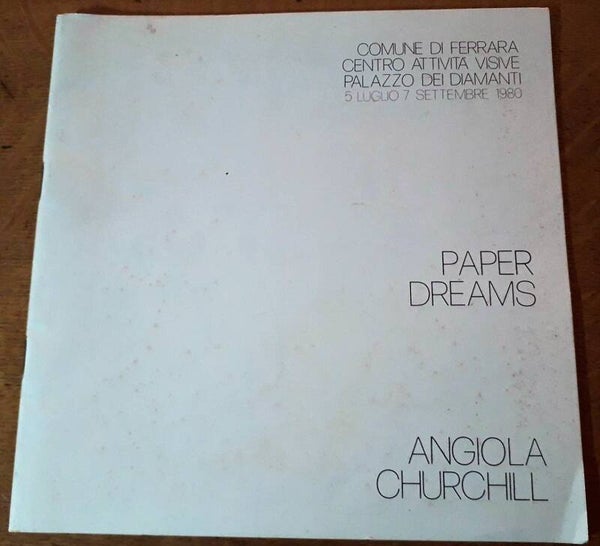 COMUNE DI FERRARA
CENTRO ATTIVITA VISIVE
PALAZZO DEI DIAMANTI
5 LUGLIO 7 SETTEMBRE 1980
PAPER
DREAMS
ANGIOLA
CHURCHILL